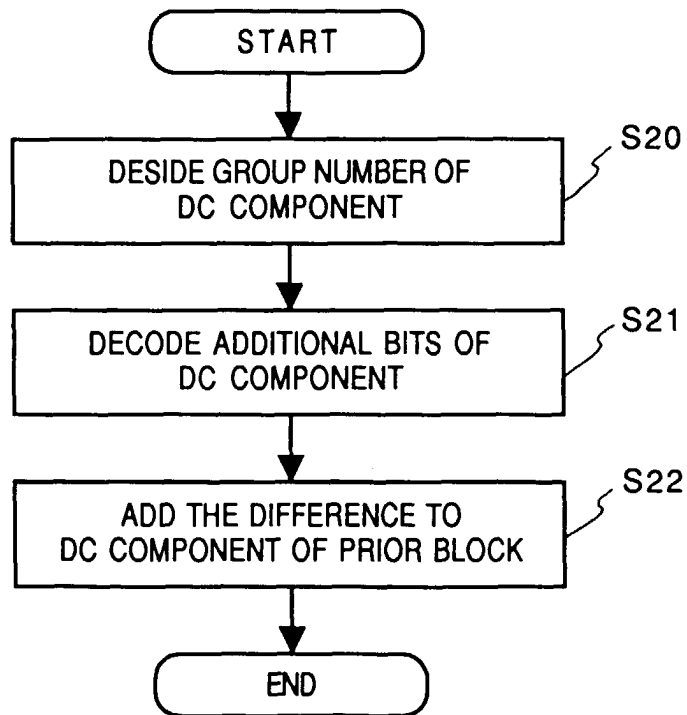 START
DESIDE GROUP NUMBER OF
DC COMPONENT
S20
DECODE ADDITIONAL BITS OF
DC COMPONENT
S21
ADD THE DIFFERENCE TO
DC COMPONENT OF PRIOR BLOCK
S22
END